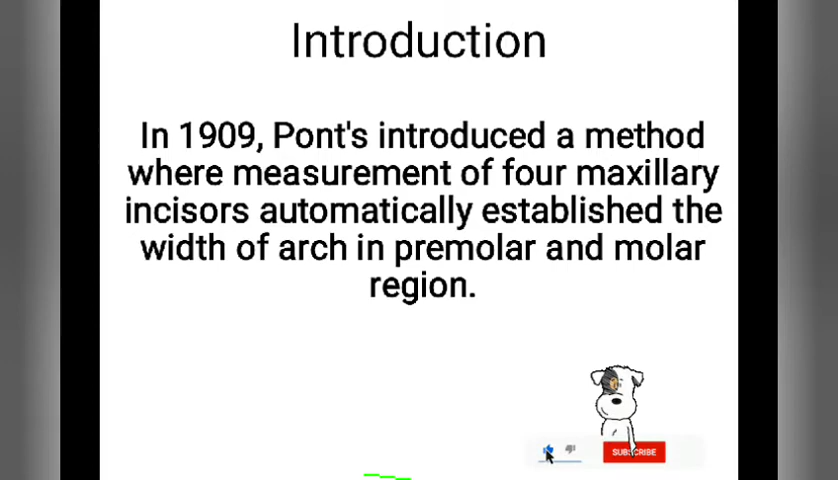 Introduction
In 1909, Pont's introduced a method
where measurement of four maxillary
incisors automatically established the
width of arch in premolar and molar
region.
SUBSCRIBE